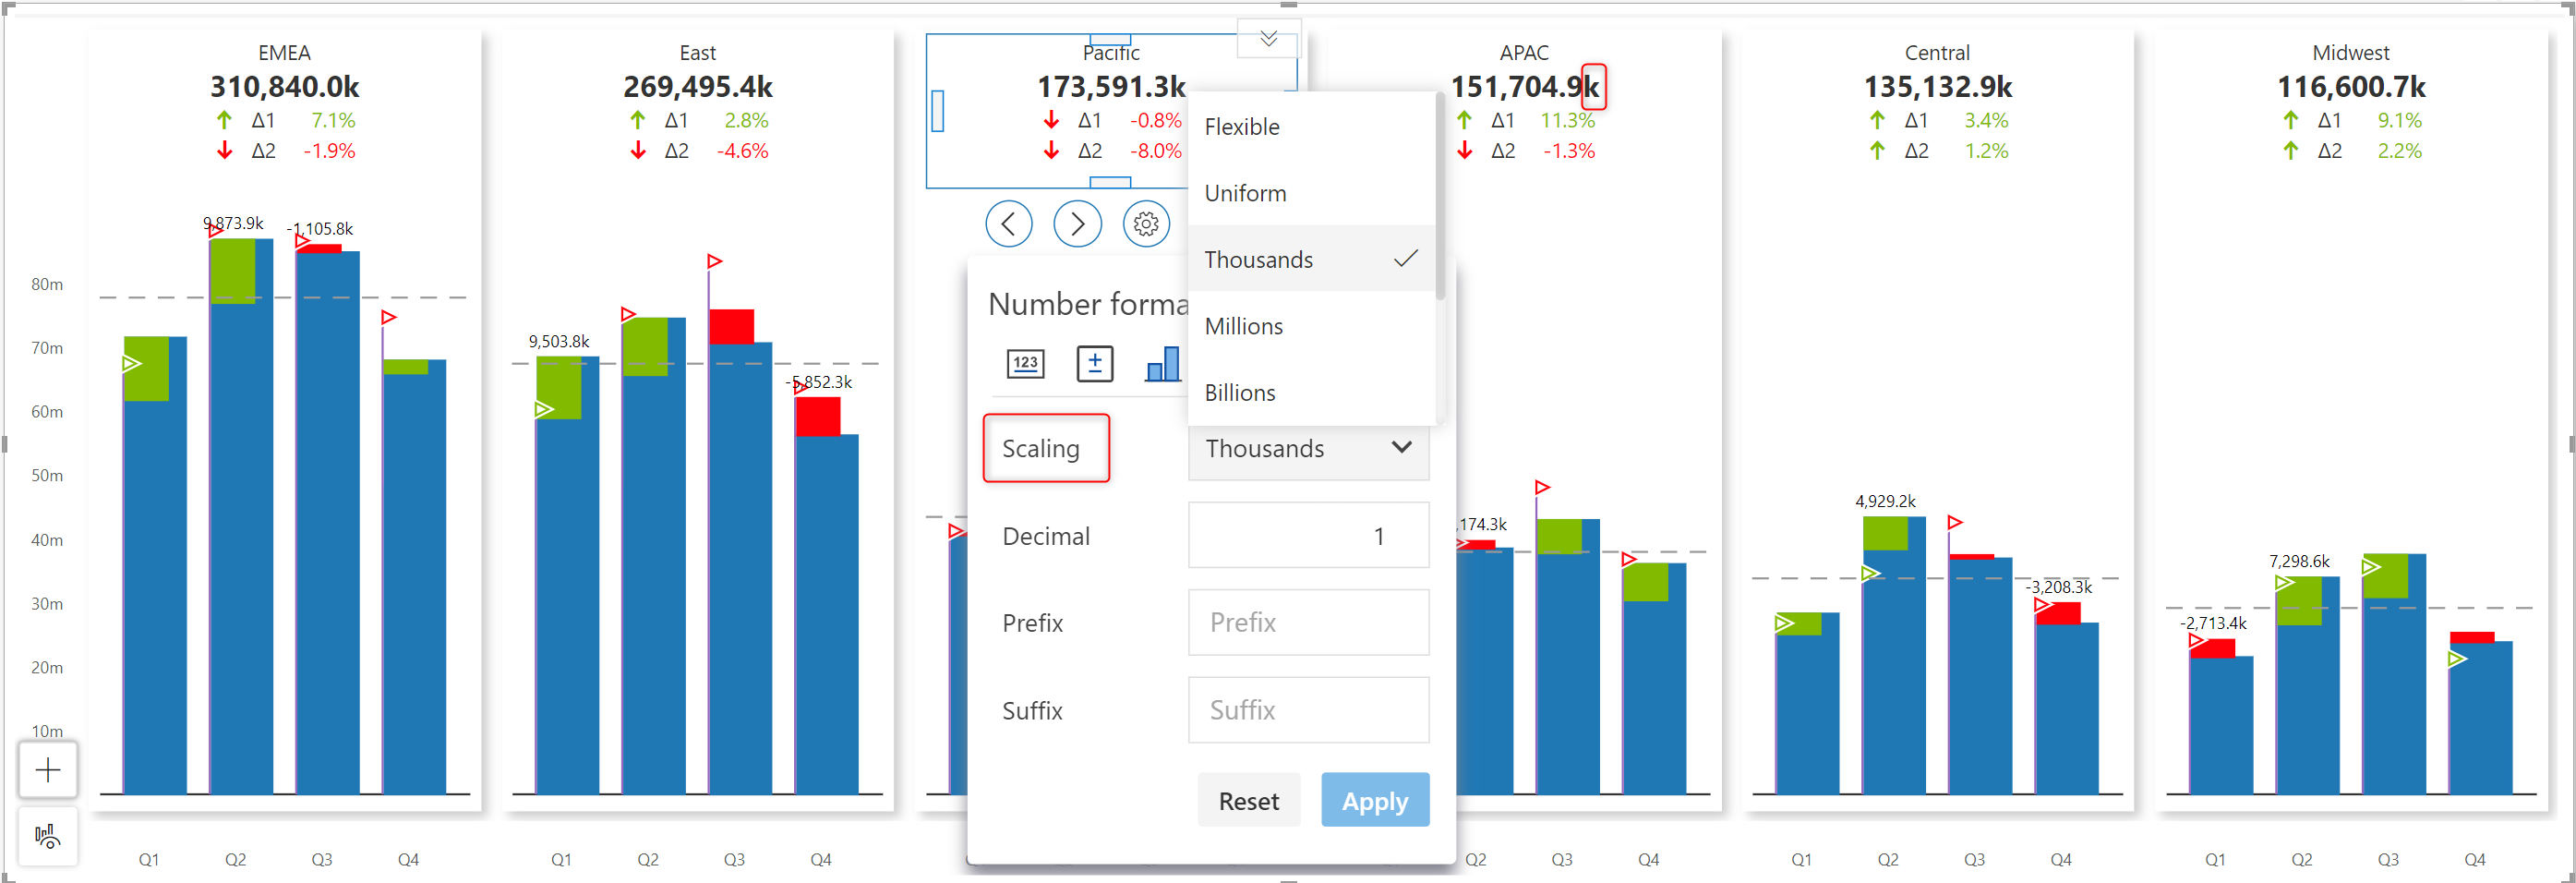 EMEA
310,840.0k
Δ1 7.1%
Δ2 -1.9%
East
269,495.4k
Δ1 2.8%
Δ2 -4.6%
Pacific
173,591.3k
Δ1 -0.8%
Δ2 -8.0%
APAC
151,704.9k
Δ1 11.3%
Δ2 -1.3%
Central
135,132.9k
Δ1 3.4%
Δ2 1.2%
Midwest
116,600.7k
Δ1 9.1%
Δ2 2.2%
80m
70m
60m
50m
40m
30m
20m
10m
9,873.9k
-1,105.8k
Q1 Q2 Q3 Q4
9,503.8k
-5,852.3k
Q1 Q2 Q3 Q4
Flexible
Uniform
Thousands
Millions
Billions
Number forma
123
Scaling Thousands
Decimal 1
Prefix Prefix
Suffix Suffix
Reset Apply
,174.3k
Q2 Q3 Q4
4,929.2k
-3,208.3k
Q1 Q2 Q3 Q4
-2,713.4k
7,298.6k
Q1 Q2 Q3 Q4